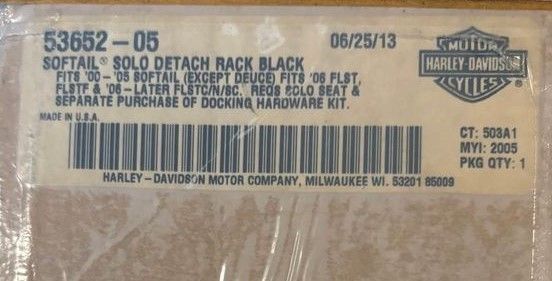 53652-05 06/25/13
SOFTAIL® SOLO DETACH RACK BLACK
FITS '00-'05 SOFTAIL (EXCEPT DEUCE) FITS '06 FLST,
FLSTF & '06-LATER FLSTC/N/SC. REQS SOLO SEAT &
SEPARATE PURCHASE OF DOCKING HARDWARE KIT.
MADE IN U.S.A.
MOTOR
HARLEY-DAVIDSON
CYCLES
CT: 503A1
MYI: 2005
PKG QTY: 1
HARLEY-DAVIDSON MOTOR COMPANY, MILWAUKEE WI. 53201 85009